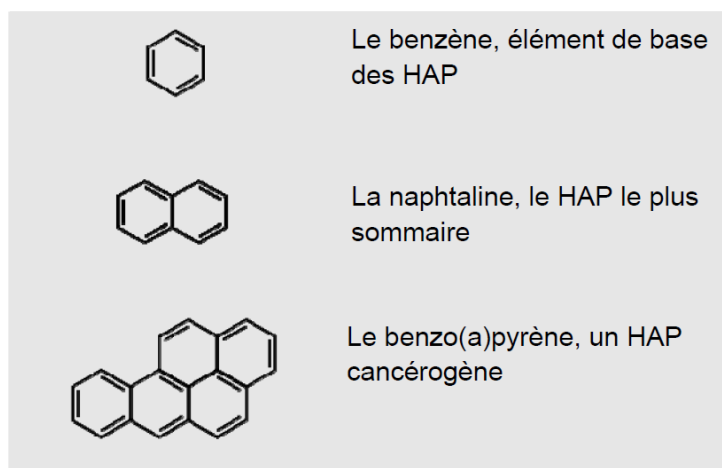 Le benzène, élément de base
des HAP
La naphtaline, le HAP le plus
sommaire
Le benzo(a)pyrène, un HAP
cancérogène